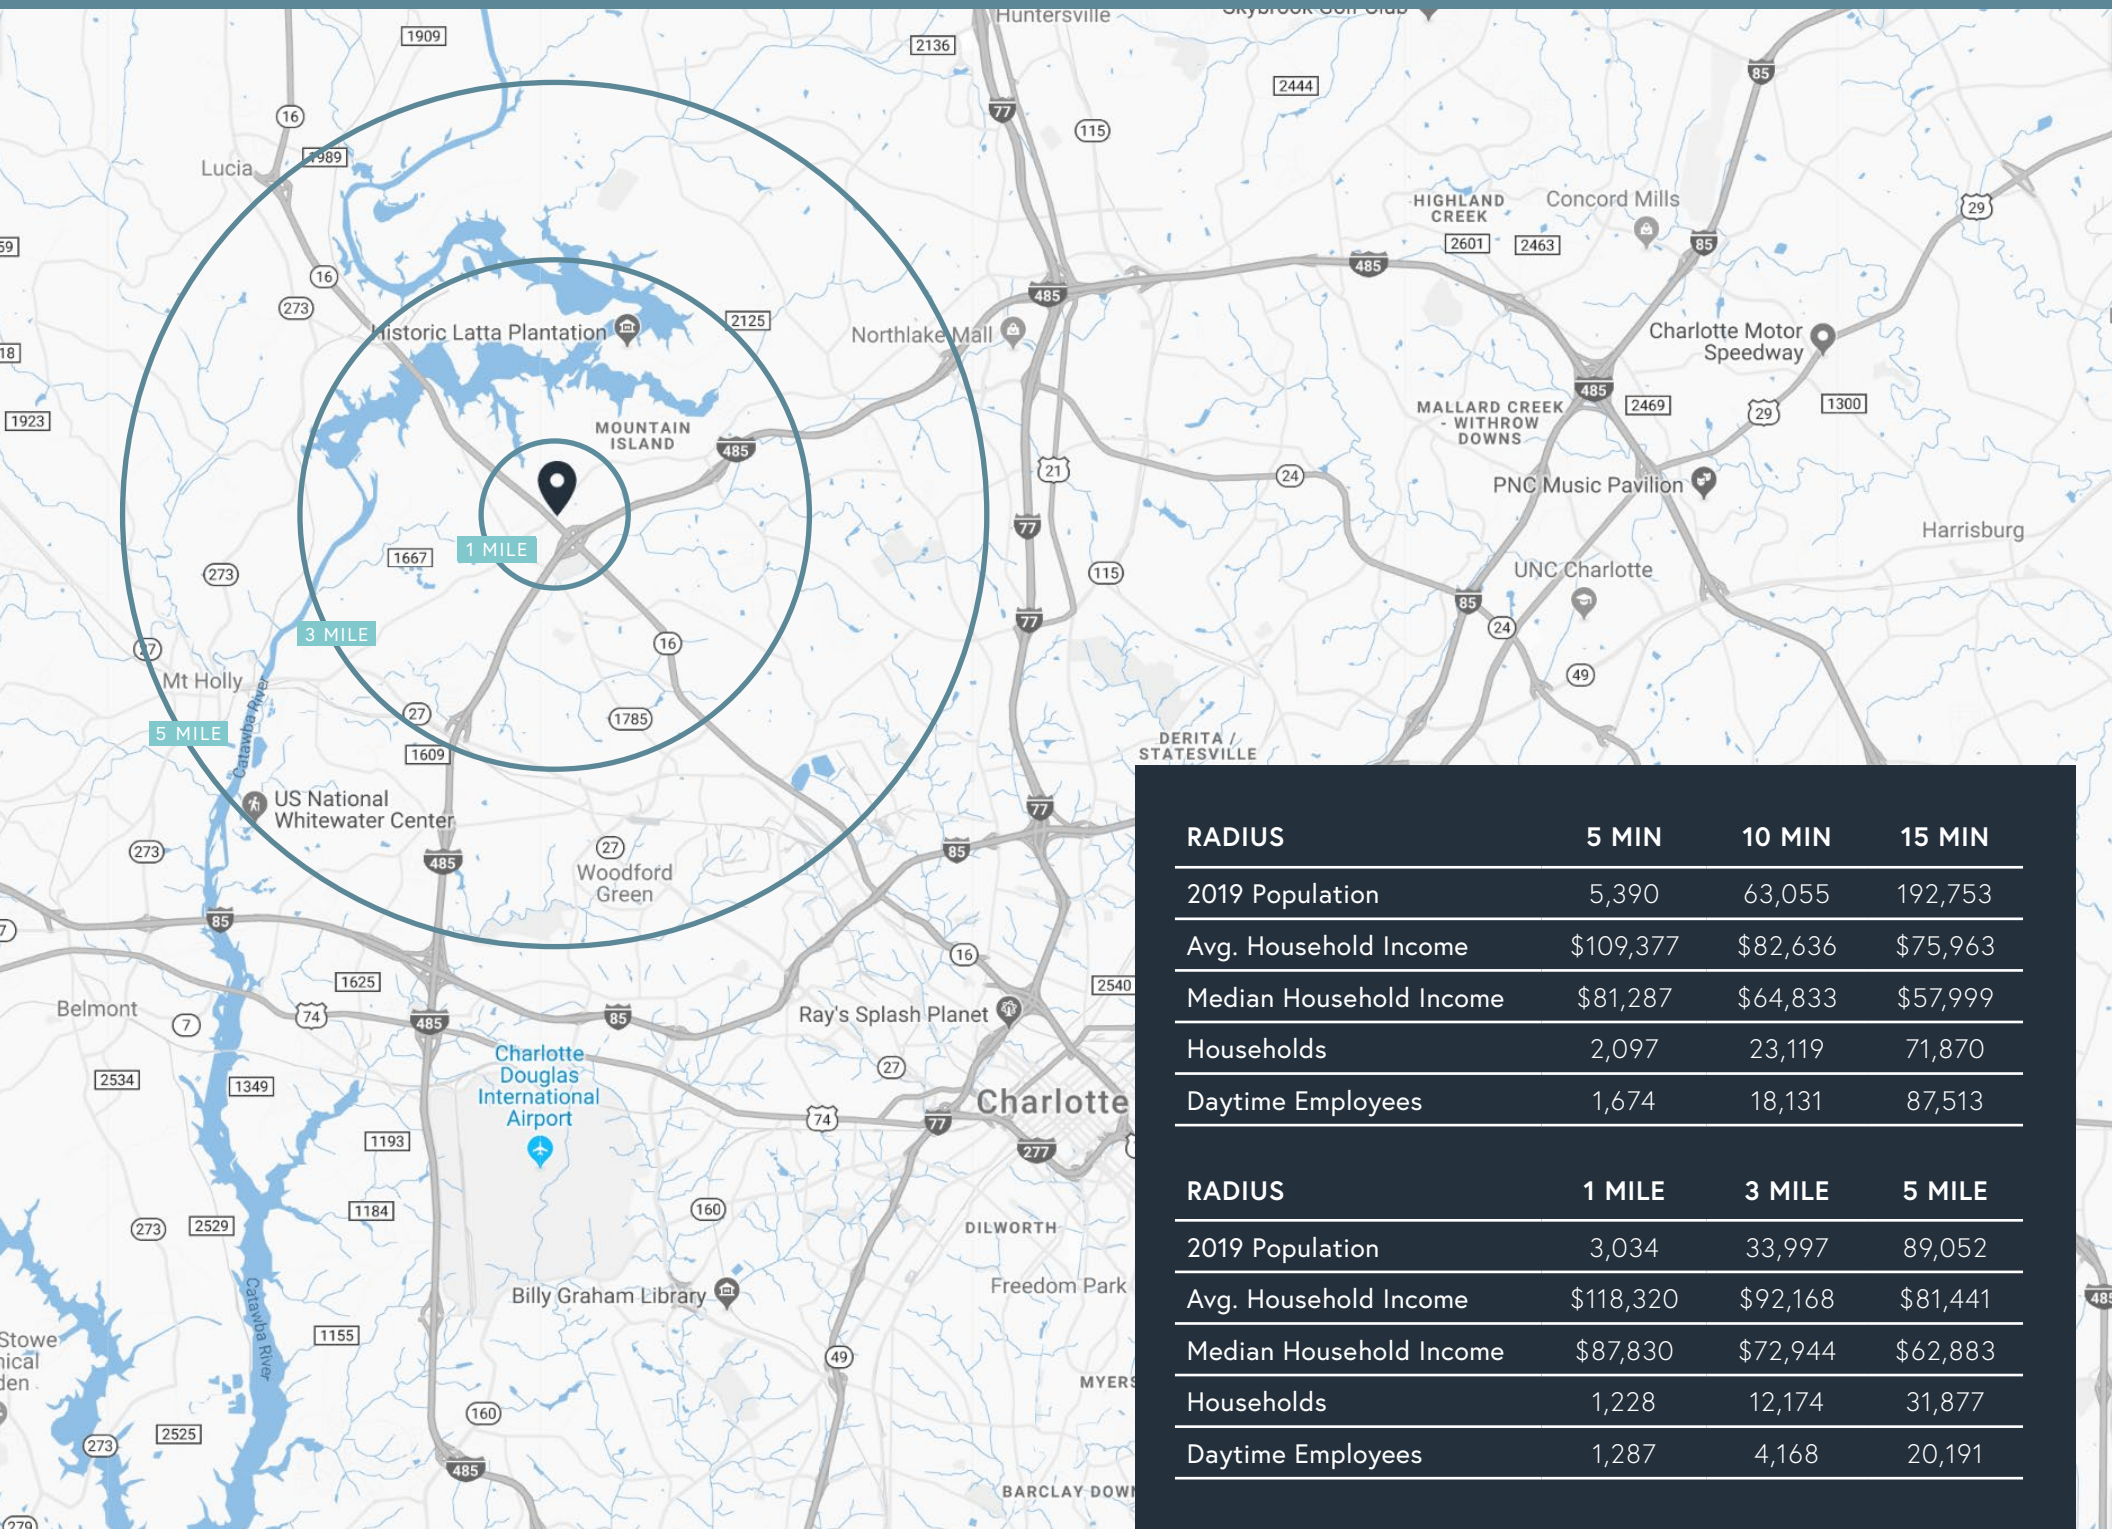 Huntersville
1909
2136
2444
85
77
115
16
1989
Lucia
HIGHLAND
CREEK
Concord Mills
29
2601
2463
85
16
485
485
273
2125
Historic Latta Plantation
Northlake Mall
Charlotte Motor
Speedway
485
1923
MALLARD CREEK
- WITHROW
DOWNS
2469
29
1300
MOUNTAIN
ISLAND
485
21
24
PNC Music Pavilion
77
Harrisburg
1 MILE
1667
273
115
UNC Charlotte
85
77
24
3 MILE
27
16
49
Mt Holly
27
1785
5 MILE
Catawba River
1609
DERITA /
STATESVILLE
US National
Whitewater Center
77
273
485
27
85
Woodford
Green
85
16
1625
2540
Belmont
7
74
485
85
Ray's Splash Planet
Charlotte
Douglas
International
Airport
27
2534
1349
Charlotte
74
77
1193
277
1184
160
273
2529
DILWORTH
Freedom Park
Billy Graham Library
Catawba River
1155
Stowe
49
160
2525
273
485
RADIUS 5 MIN 10 MIN 15 MIN
2019 Population 5,390 63,055 192,753
Avg. Household Income $109,377 $82,636 $75,963
Median Household Income $81,287 $64,833 $57,999
Households 2,097 23,119 71,870
Daytime Employees 1,674 18,131 87,513
RADIUS 1 MILE 3 MILE 5 MILE
2019 Population 3,034 33,997 89,052
Avg. Household Income $118,320 $92,168 $81,441
Median Household Income $87,830 $72,944 $62,883
Households 1,228 12,174 31,877
Daytime Employees 1,287 4,168 20,191